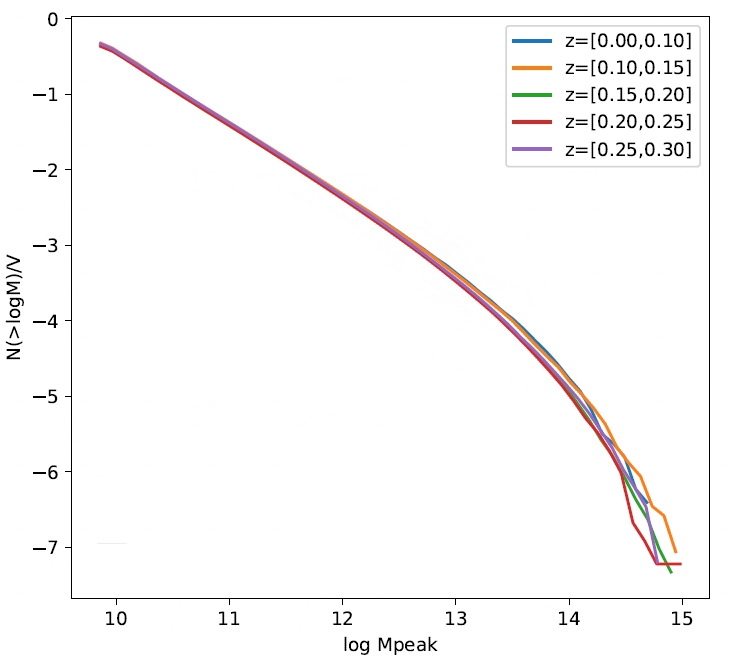 0
−1
−2
−3
−4
−5
−6
−7
N(>logM)/V
z=[0.00,0.10]
z=[0.10,0.15]
z=[0.15,0.20]
z=[0.20,0.25]
z=[0.25,0.30]
10 11 12 13 14 15
log Mpeak